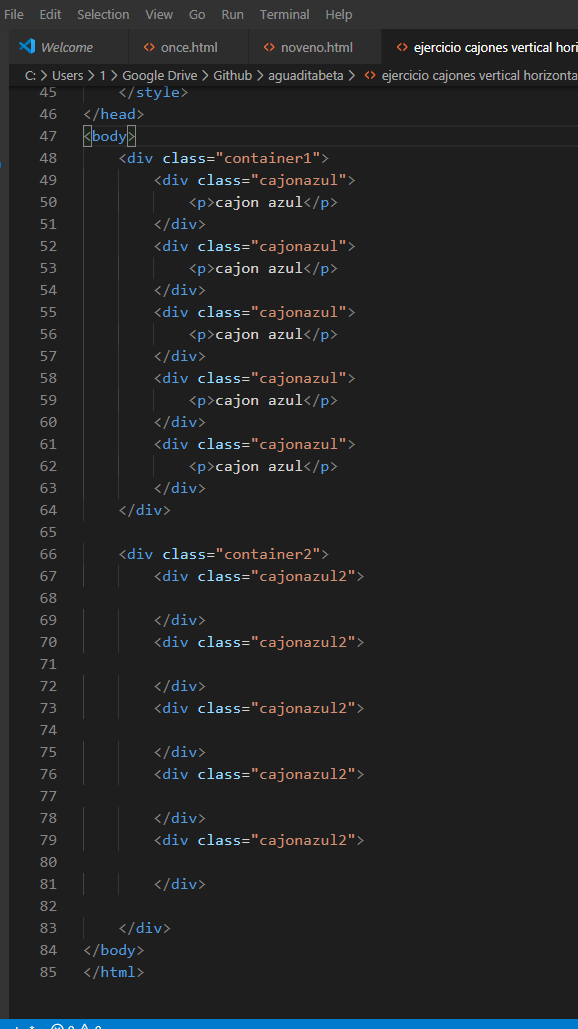 File Edit Selection View Go Run Terminal Help
Welcome once.html noveno.html ejercicio cajones vertical hori
C: > Users > 1 > Google Drive > Github > aguaditabeta > ejercicio cajones vertical horizonta
45 </style>
46 </head>
47 <body>
48 <div class="container1">
49 <div class="cajonazul">
50 <p>cajon azul</p>
51 </div>
52 <div class="cajonazul">
53 <p>cajon azul</p>
54 </div>
55 <div class="cajonazul">
56 <p>cajon azul</p>
57 </div>
58 <div class="cajonazul">
59 <p>cajon azul</p>
60 </div>
61 <div class="cajonazul">
62 <p>cajon azul</p>
63 </div>
64 </div>
65
66 <div class="container2">
67 <div class="cajonazul2">
68
69 </div>
70 <div class="cajonazul2">
71
72 </div>
73 <div class="cajonazul2">
74
75 </div>
76 <div class="cajonazul2">
77
78 </div>
79 <div class="cajonazul2">
80
81 </div>
82
83 </div>
84 </body>
85 </html>